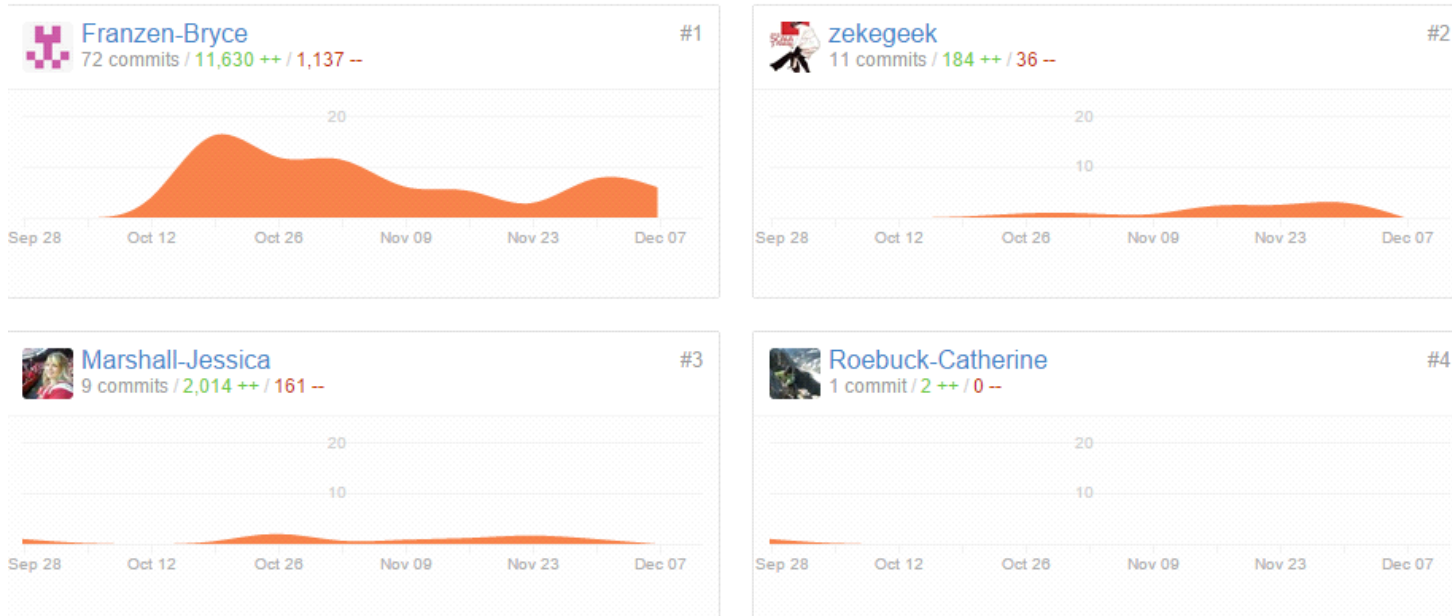 Franzen-Bryce #1
72 commits / 11,630 ++ / 1,137 --
20
Sep 28 Oct 12 Oct 26 Nov 09 Nov 23 Dec 07
zekegeek #2
11 commits / 184 ++ / 36 --
20
10
Sep 28 Oct 12 Oct 26 Nov 09 Nov 23 Dec 07
Marshall-Jessica #3
9 commits / 2,014 ++ / 161 --
20
10
Sep 28 Oct 12 Oct 26 Nov 09 Nov 23 Dec 07
Roebuck-Catherine #4
1 commit / 2 ++ / 0 --
20
10
Sep 28 Oct 12 Oct 26 Nov 09 Nov 23 Dec 07